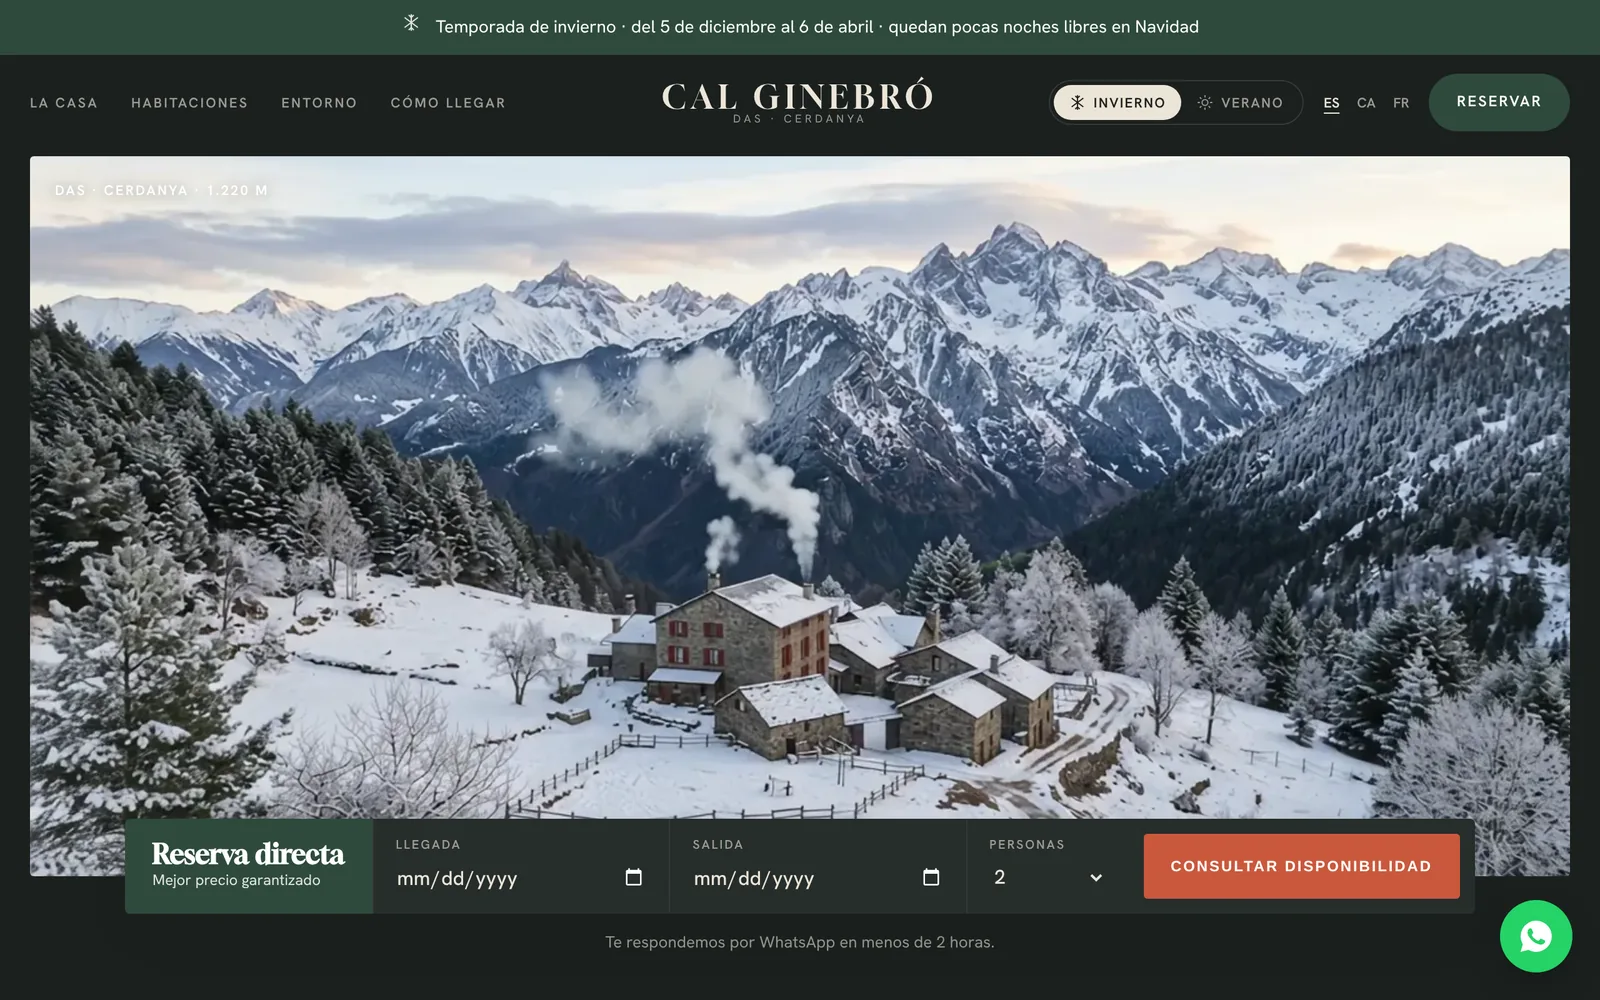 Temporada de invierno · del 5 de diciembre al 6 de abril · quedan pocas noches libres en Navidad
LA CASA
HABITACIONES
ENTORNO
CÓMO LLEGAR
CAL GINEBRÓ
DAS · CERDANYA
INVIERNO
VERANO
ES
CA
FR
RESERVAR
DAS · CERDANYA · 1.220 M
Reserva directa
Mejor precio garantizado
LLEGADA
mm/dd/yyyy
SALIDA
mm/dd/yyyy
PERSONAS
2
CONSULTAR DISPONIBILIDAD
Te respondemos por WhatsApp en menos de 2 horas.